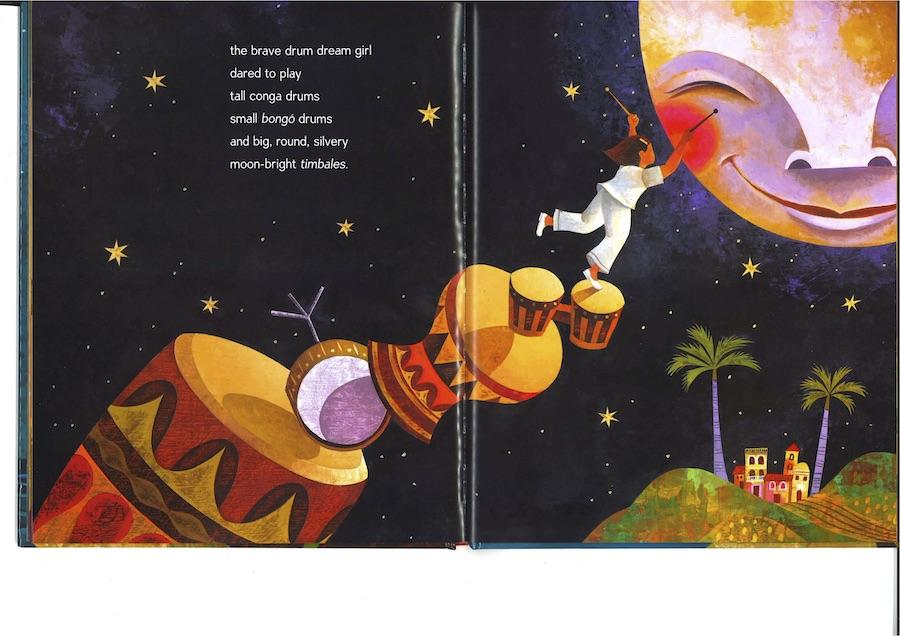 the brave drum dream girl
dared to play
tall conga drums
small bongó drums
and big, round, silvery
moon-bright timbales.